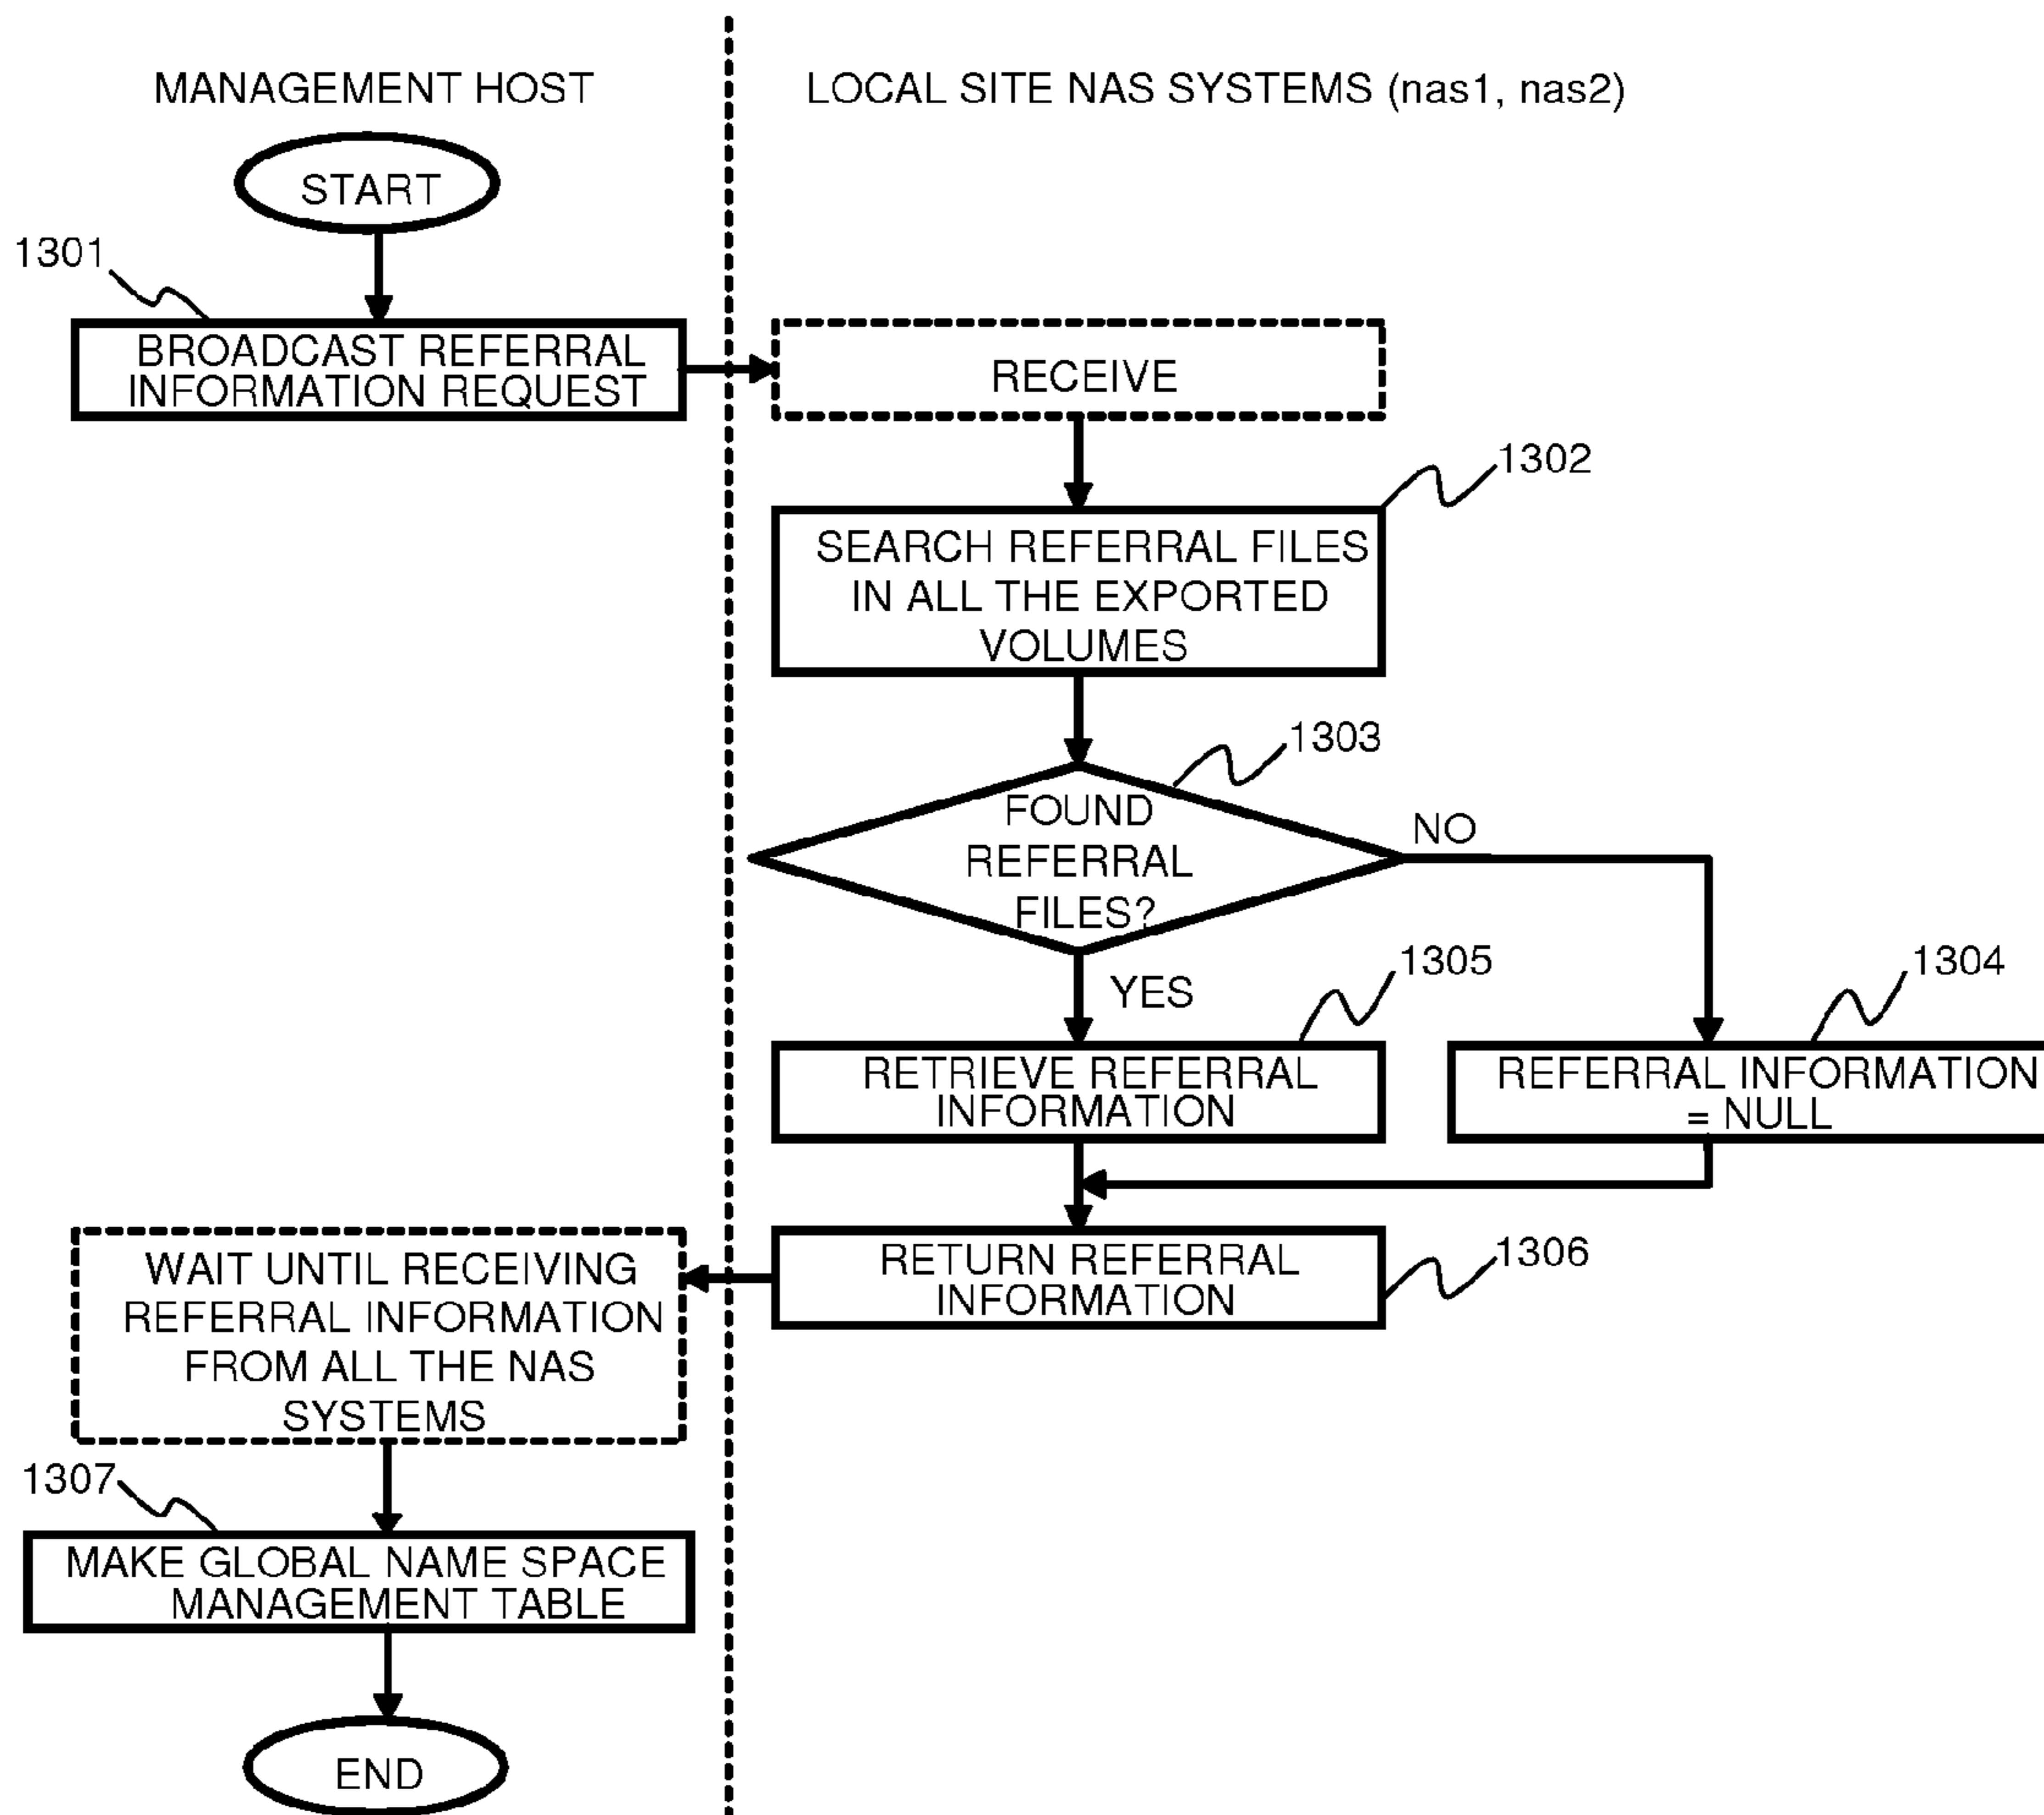 MANAGEMENT HOST
LOCAL SITE NAS SYSTEMS (nas1, nas2)
START
1301
BROADCAST REFERRAL
INFORMATION REQUEST
RECEIVE
1302
SEARCH REFERRAL FILES
IN ALL THE EXPORTED
VOLUMES
1303
FOUND
REFERRAL
FILES?
NO
YES
1305
1304
RETRIEVE REFERRAL
INFORMATION
REFERRAL INFORMATION
= NULL
RETURN REFERRAL
INFORMATION
1306
WAIT UNTIL RECEIVING
REFERRAL INFORMATION
FROM ALL THE NAS
SYSTEMS
1307
MAKE GLOBAL NAME SPACE
MANAGEMENT TABLE
END